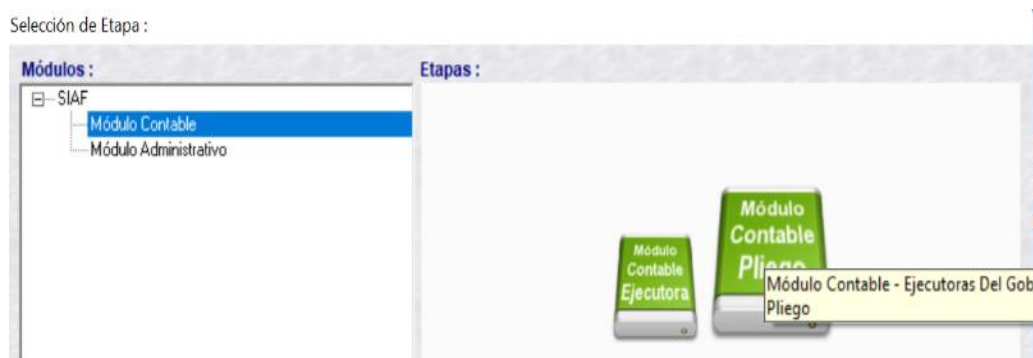 Selección de Etapa :
Módulos :
Etapas :
SIAF
Módulo Contable
Módulo Administrativo
Módulo
Contable
Ejecutora
Módulo
Contable
Pliego
Módulo Contable - Ejecutoras Del Gob
Pliego